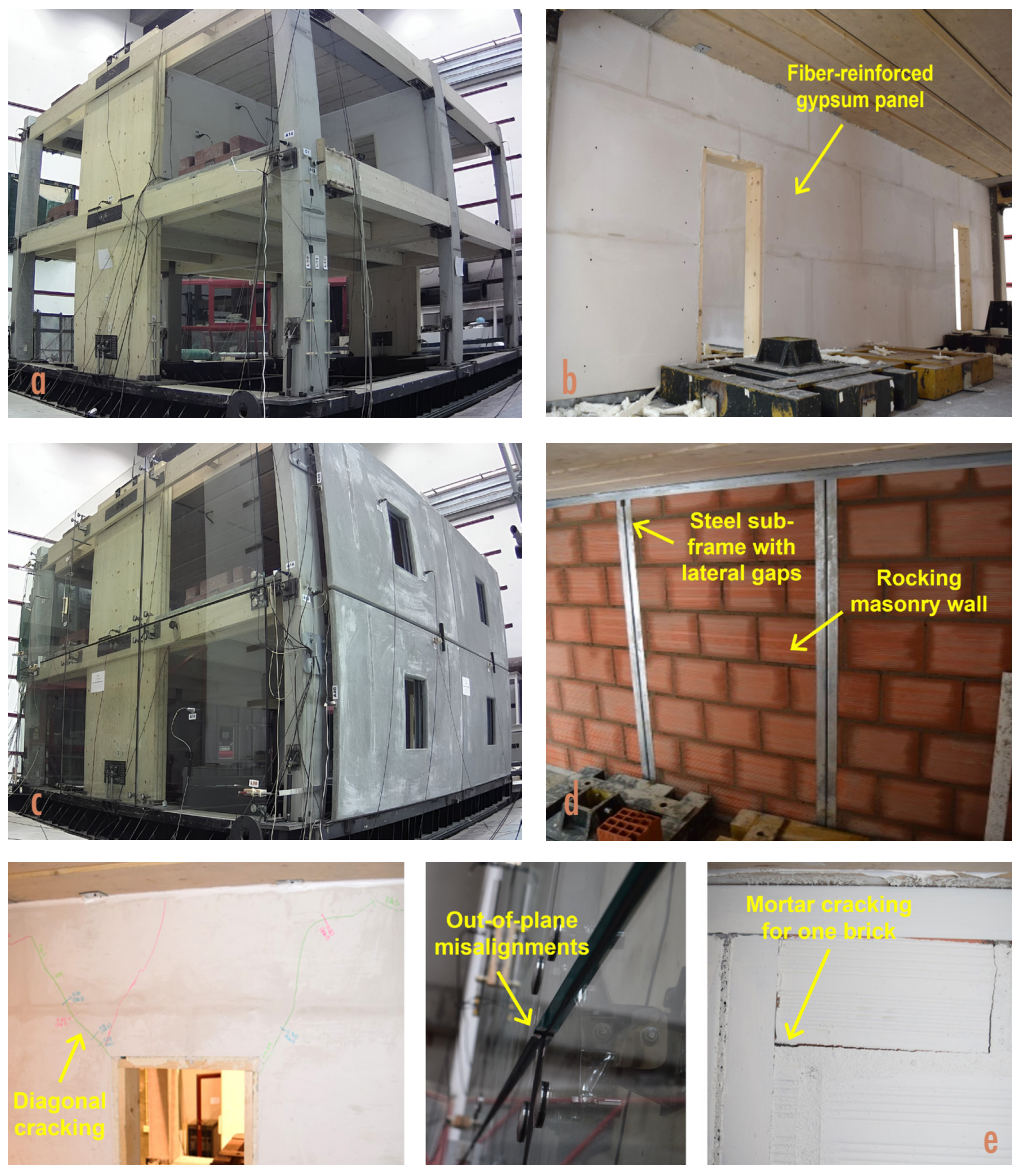 a
Fiber-reinforced
gypsum panel
b
c
Steel sub-
frame with
lateral gaps
Rocking
masonry wall
d
Diagonal
cracking
Out-of-plane
misalignments
Mortar cracking
for one brick
e